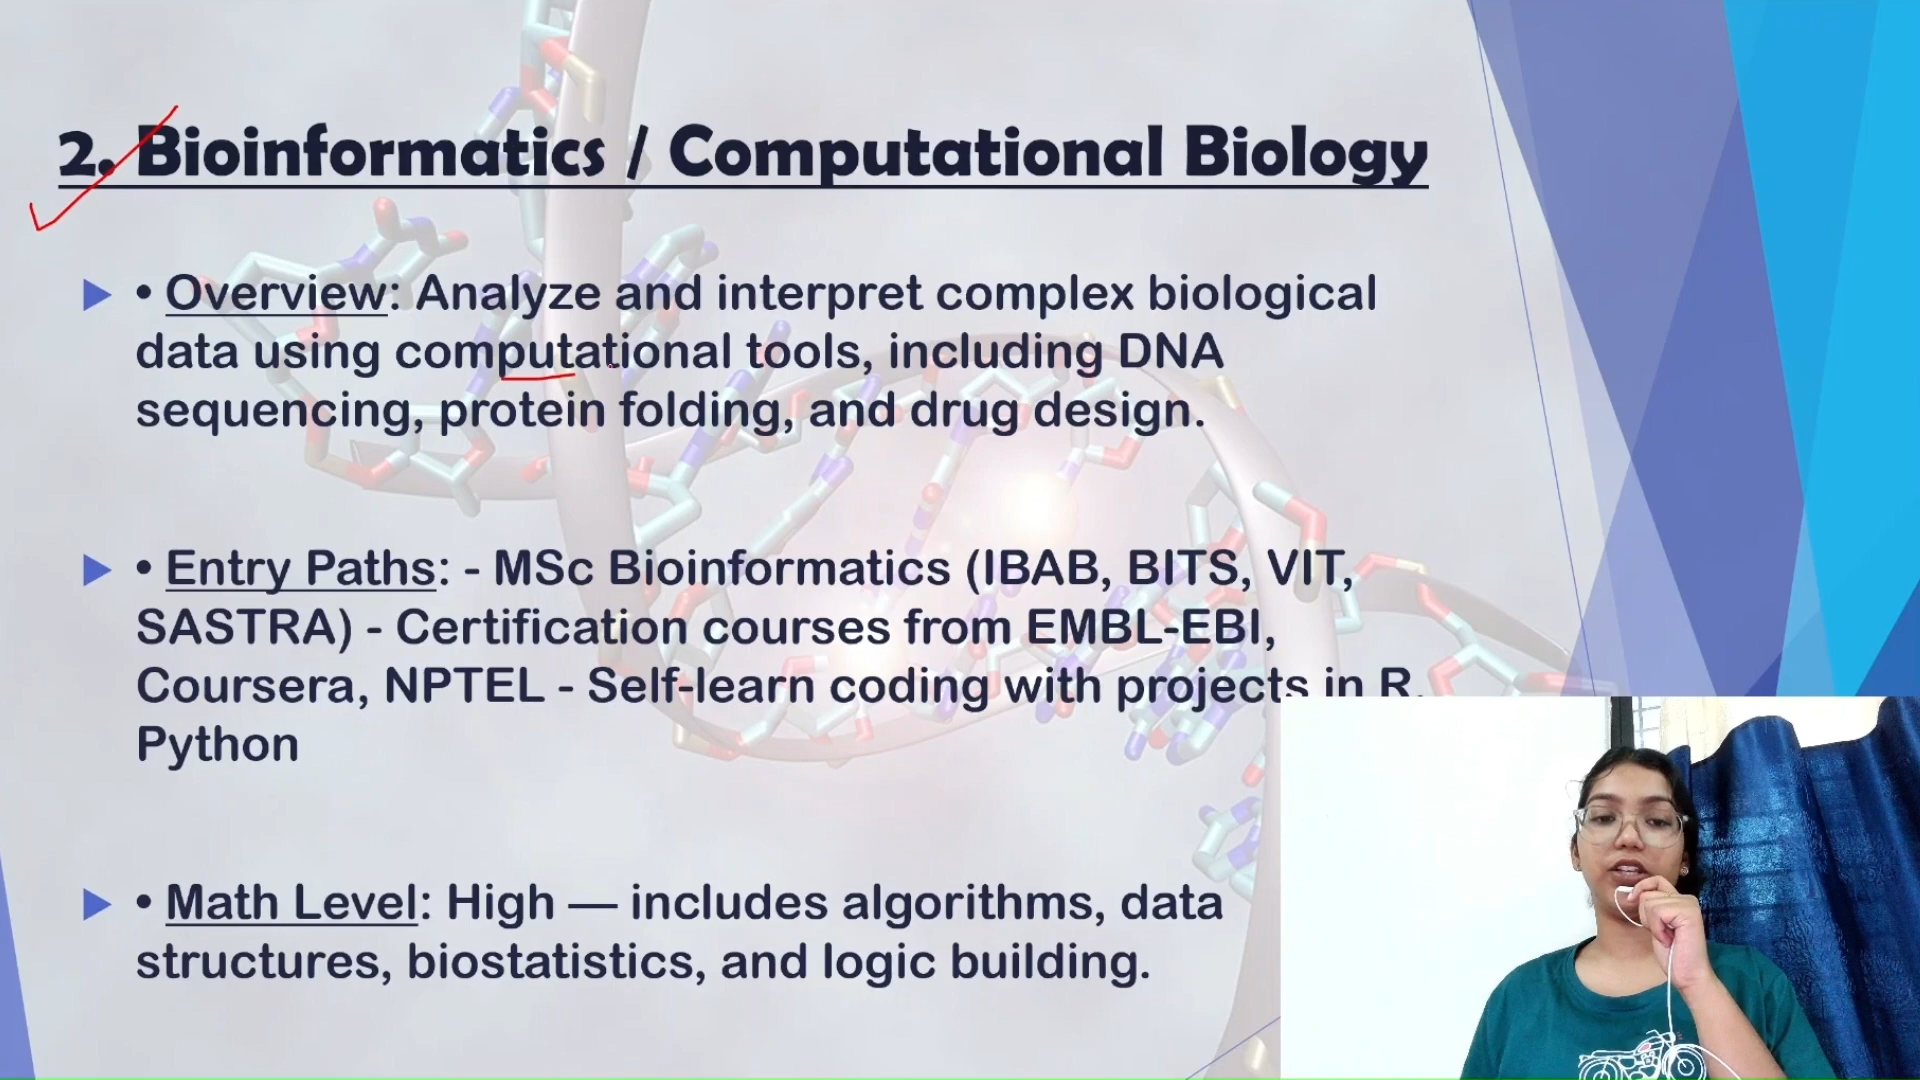 2. Bioinformatics / Computational Biology
• Overview: Analyze and interpret complex biological
data using computational tools, including DNA
sequencing, protein folding, and drug design.
• Entry Paths: - MSc Bioinformatics (IBAB, BITS, VIT,
SASTRA) - Certification courses from EMBL-EBI,
Coursera, NPTEL - Self-learn coding with projects in R,
Python
• Math Level: High — includes algorithms, data
structures, biostatistics, and logic building.